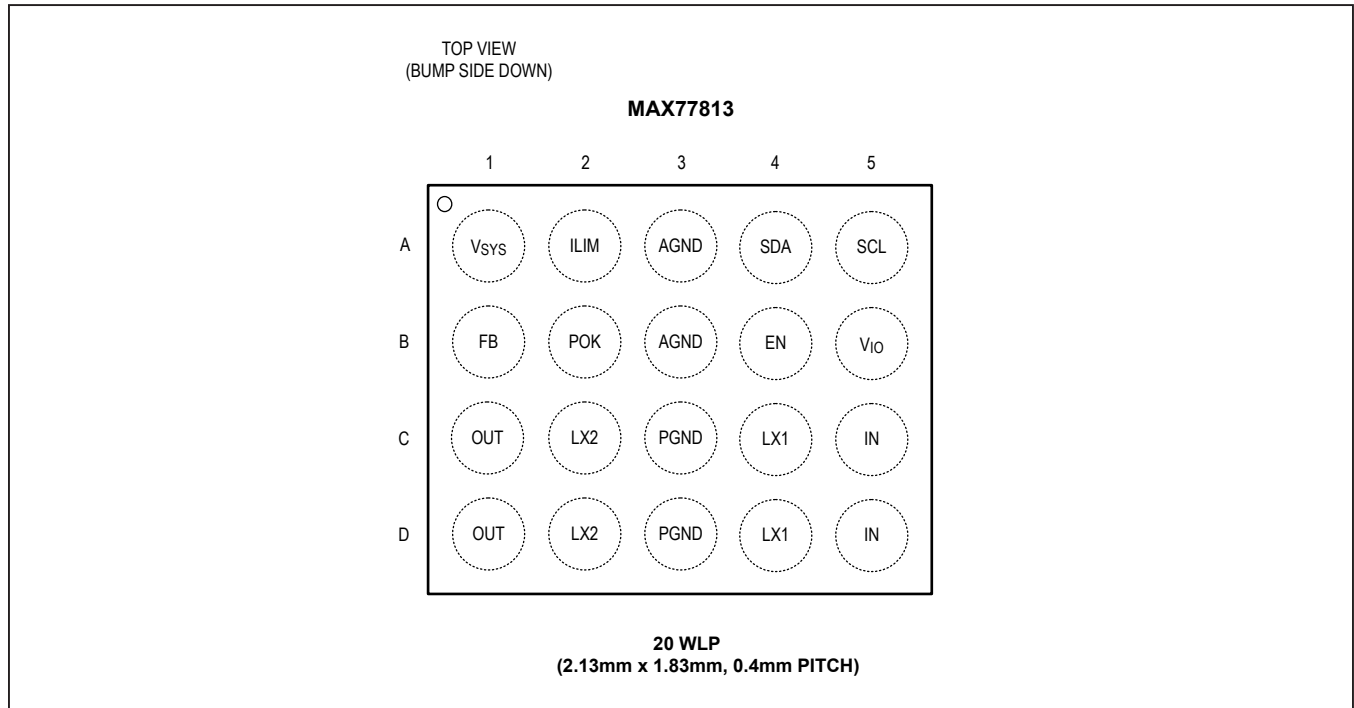 TOP VIEW
(BUMP SIDE DOWN)
MAX77813
1 2 3 4 5
A VSYS ILIM AGND SDA SCL
B FB POK AGND EN VIO
C OUT LX2 PGND LX1 IN
D OUT LX2 PGND LX1 IN
20 WLP
(2.13mm x 1.83mm, 0.4mm PITCH)